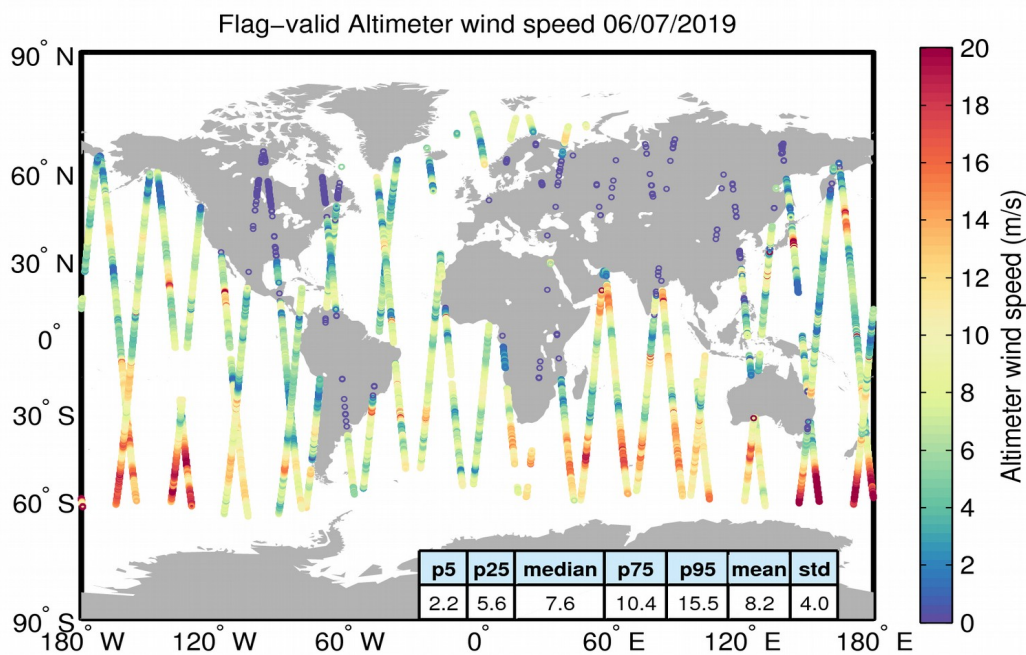 Flag-valid Altimeter wind speed 06/07/2019
90° N
60° N
30° N
0°
30° S
60° S
90° S
180° W
120° W
60° W
0°
60° E
120° E
180° E
p5 p25 median p75 p95 mean std
2.2 5.6 7.6 10.4 15.5 8.2 4.0
20
18
16
14
12
10
8
6
4
2
0
Altimeter wind speed (m/s)